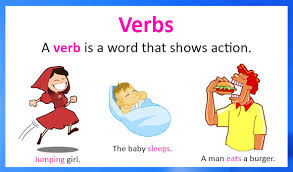 Verbs
A verb is a word that shows action.
Jumping girl.
The baby sleeps.
A man eats a burger.